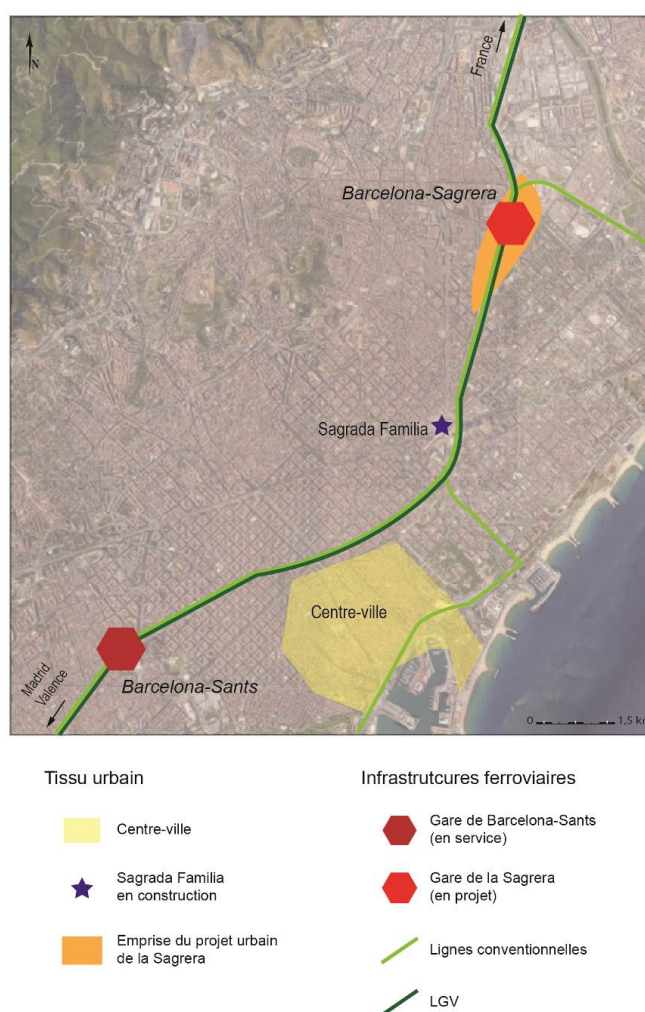 N
France
Barcelona-Sagrera
Sagrada Familia
Centre-ville
Barcelona-Sants
Madrid
Valence
0 1,5 km
Tissu urbain
Centre-ville
Sagrada Familia
en construction
Emprise du projet urbain
de la Sagrera
Infrastrutcures ferroviaires
Gare de Barcelona-Sants
(en service)
Gare de la Sagrera
(en projet)
Lignes conventionelles
LGV